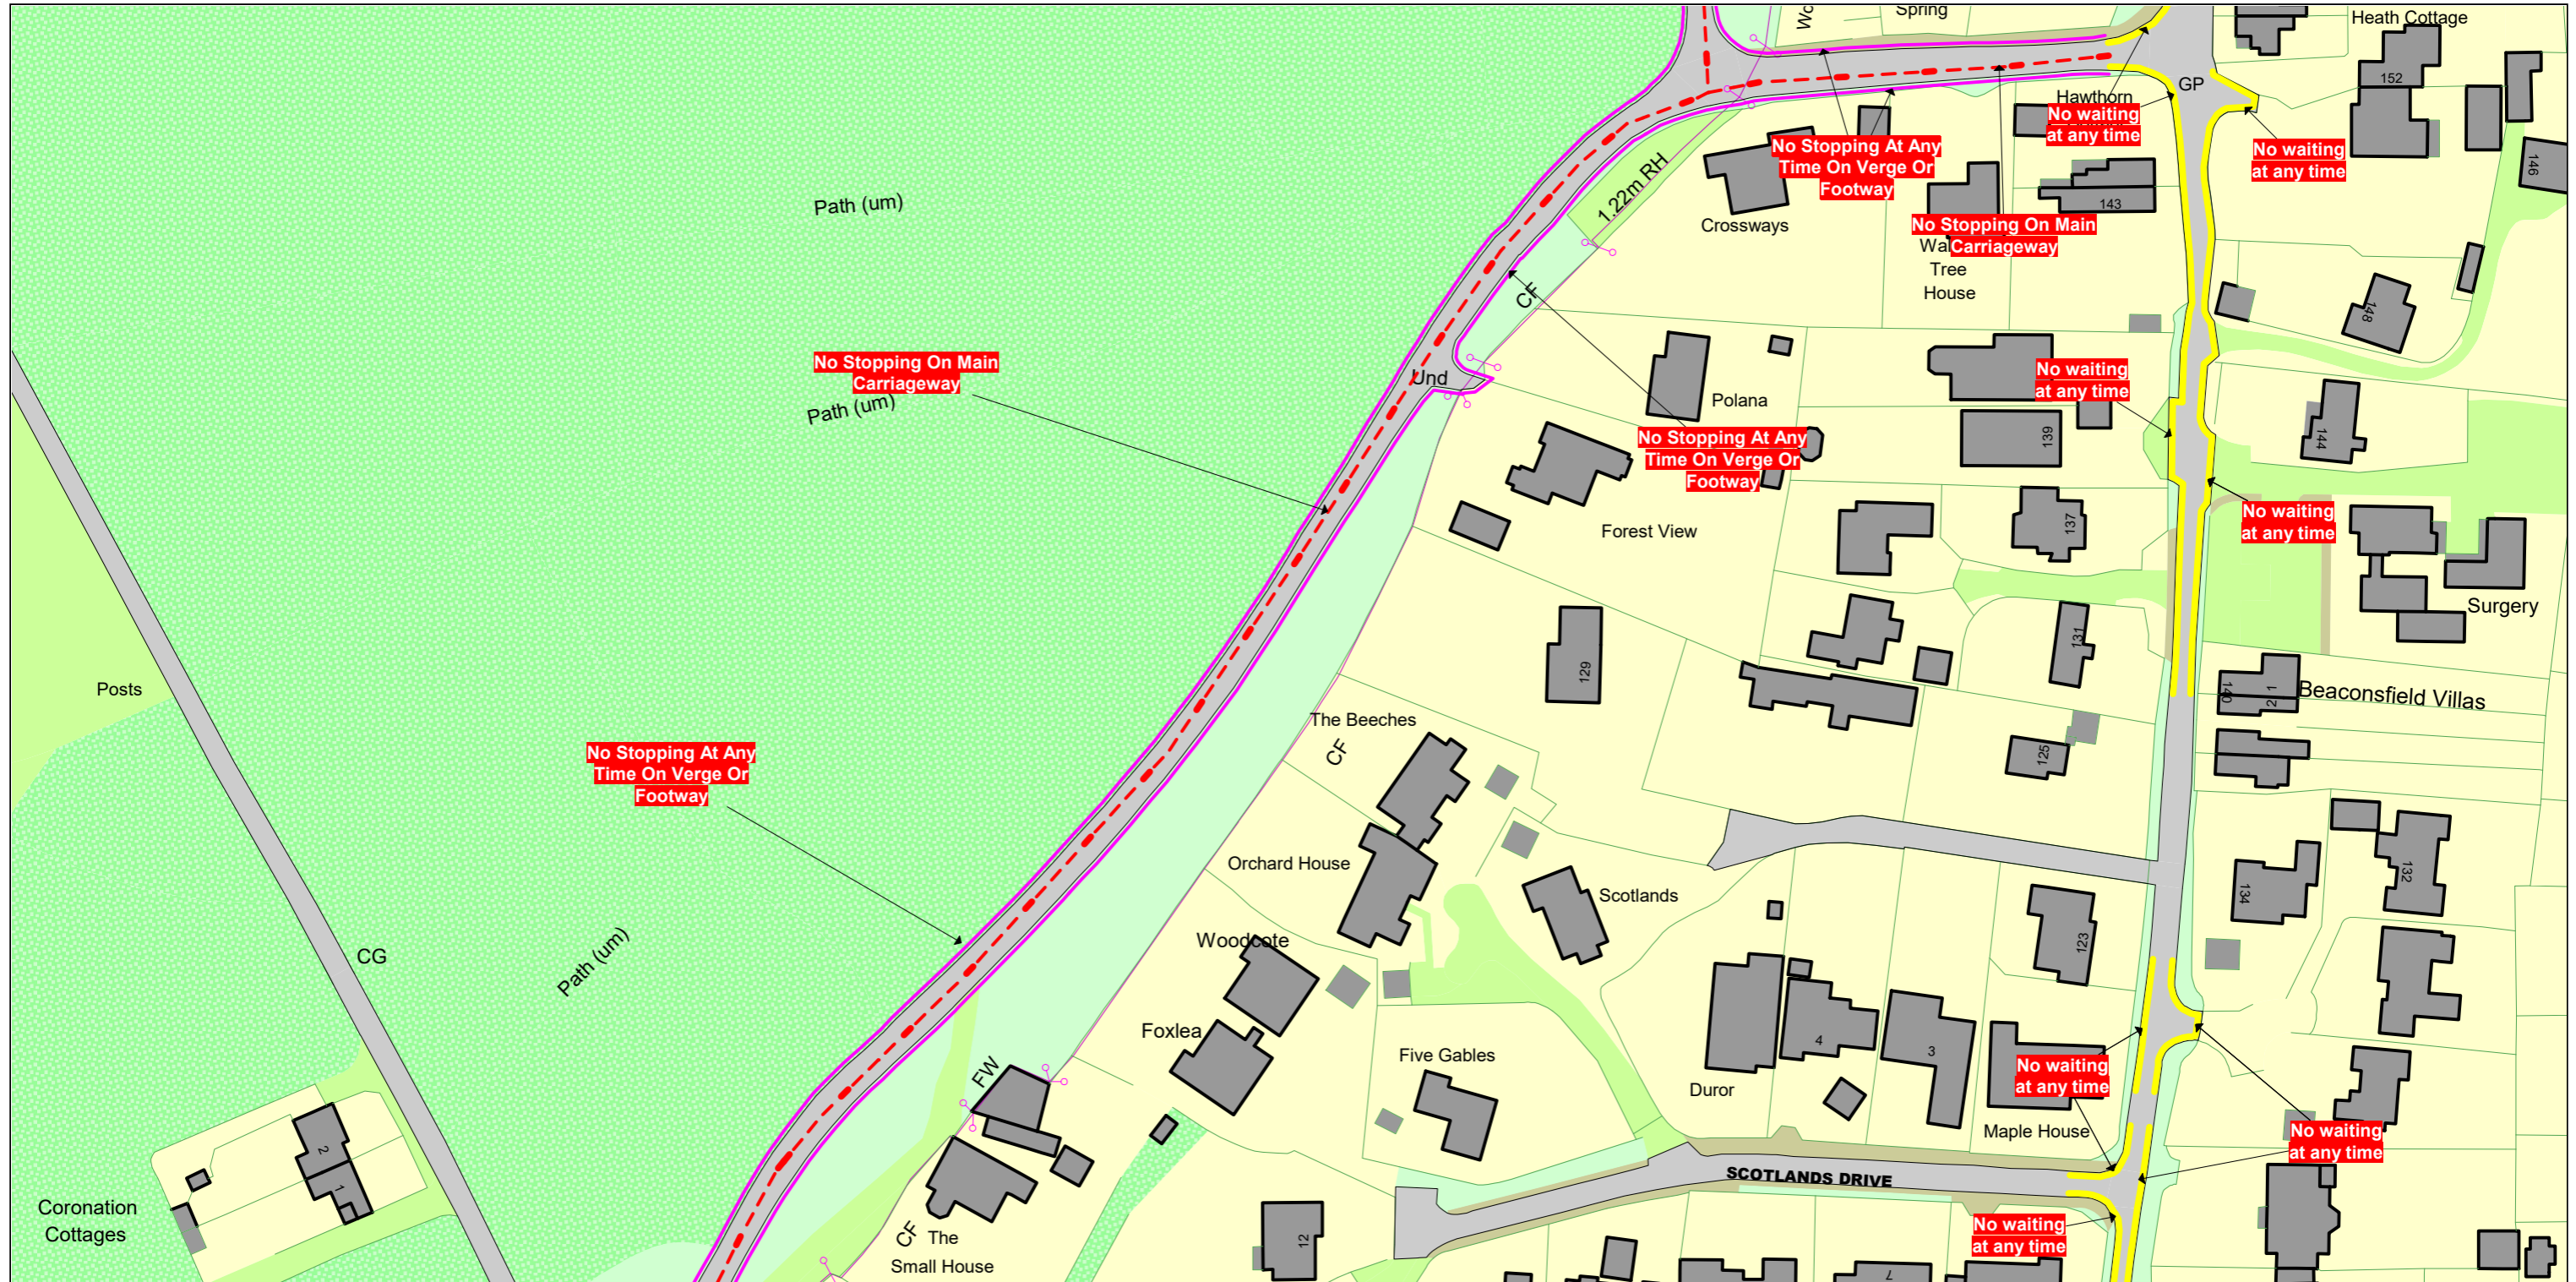 Spring
Heath Cottage
152
GP
Hawthorn
No waiting
at any time
No Stopping At Any
Time On Verge Or
Footway
No waiting
at any time
146
1.22m RH
143
Path (um)
Crossways
No Stopping On Main
Carriageway
Tree
House
CF
148
No Stopping On Main
Carriageway
Path (um)
Und
Polana
No waiting
at any time
139
144
No Stopping At Any
Time On Verge Or
Footway
Forest View
137
No waiting
at any time
Surgery
131
129
Posts
140
2
1
Beaconsfield Villas
The Beeches
CF
125
No Stopping At Any
Time On Verge Or
Footway
Orchard House
Scotlands
134
132
Woodcote
123
CG
Path (um)
Foxlea
FW
Five Gables
4
3
Duror
No waiting
at any time
Maple House
No waiting
at any time
2
1
SCOTLANDS DRIVE
Coronation
Cottages
CF
The
Small House
12
No waiting
at any time
7